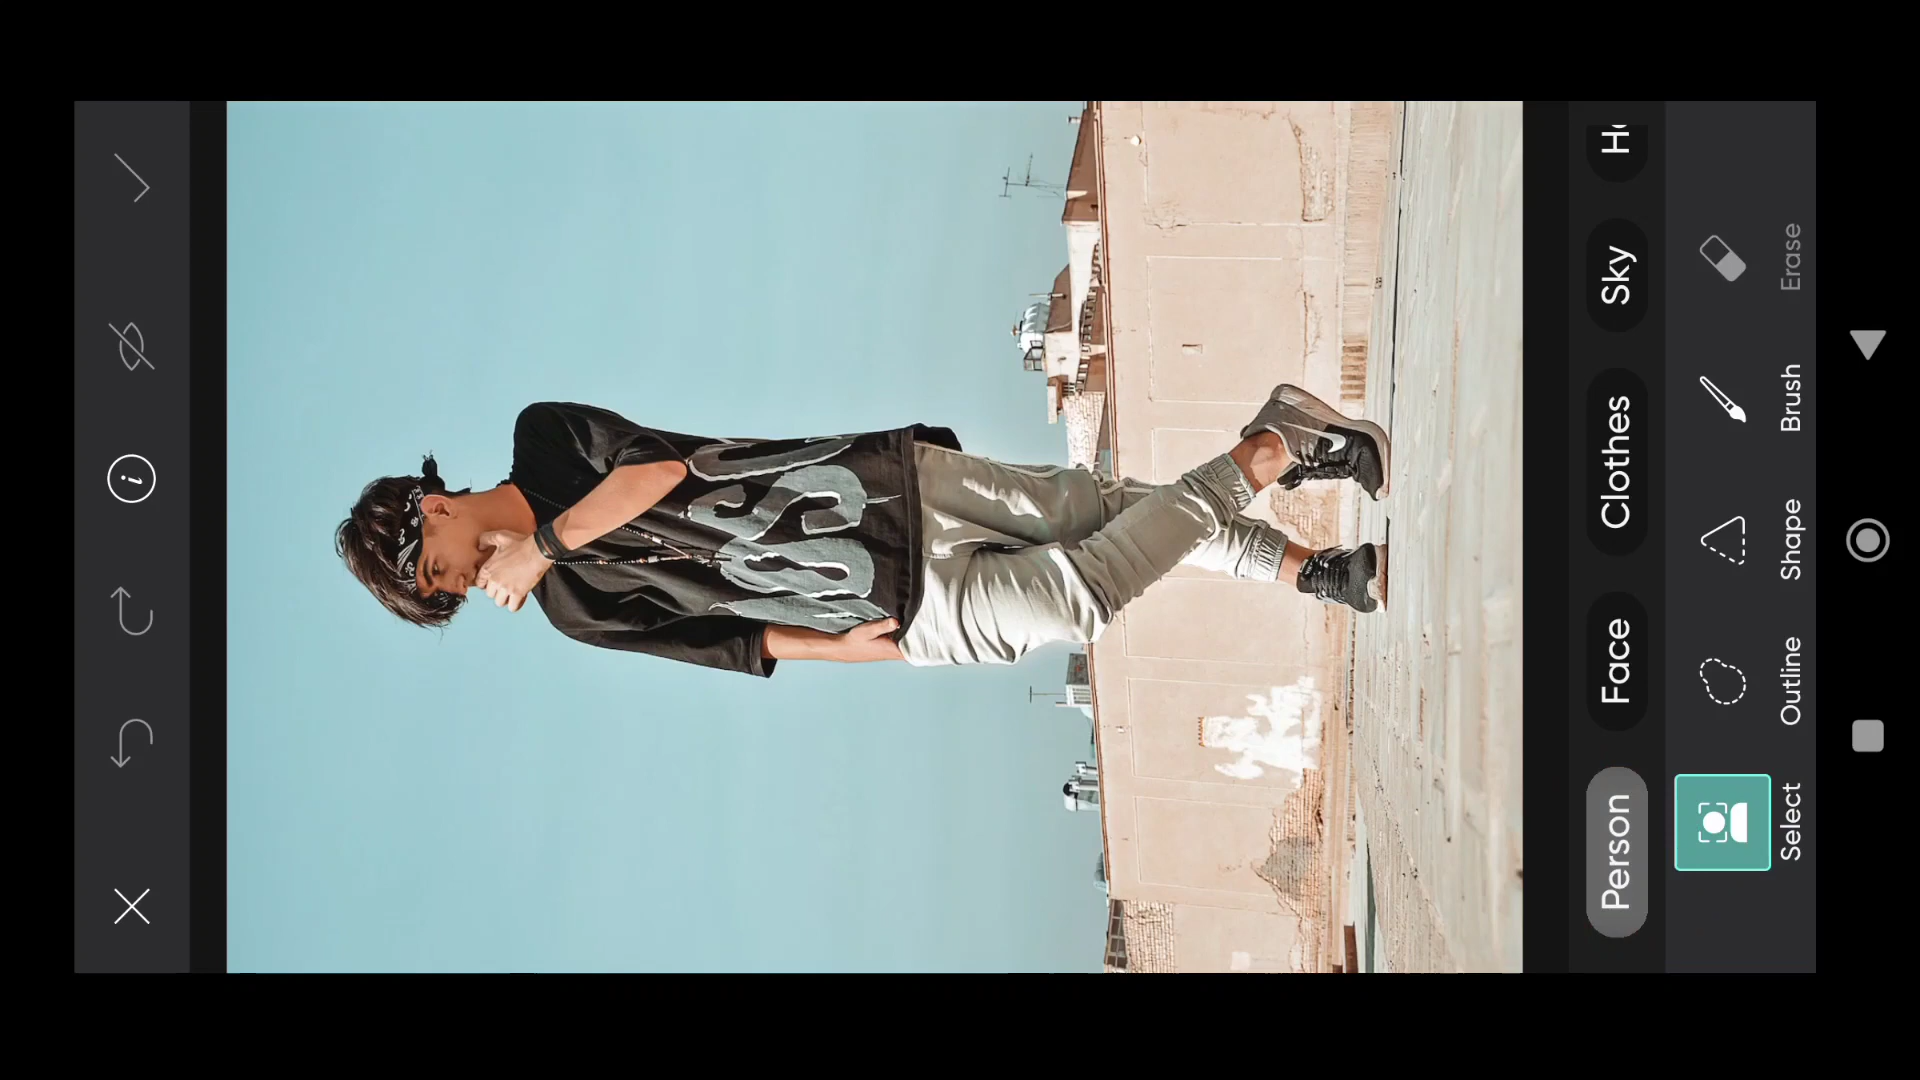 Person
Face
Clothes
Sky
Select
Outline
Shape
Brush
Erase